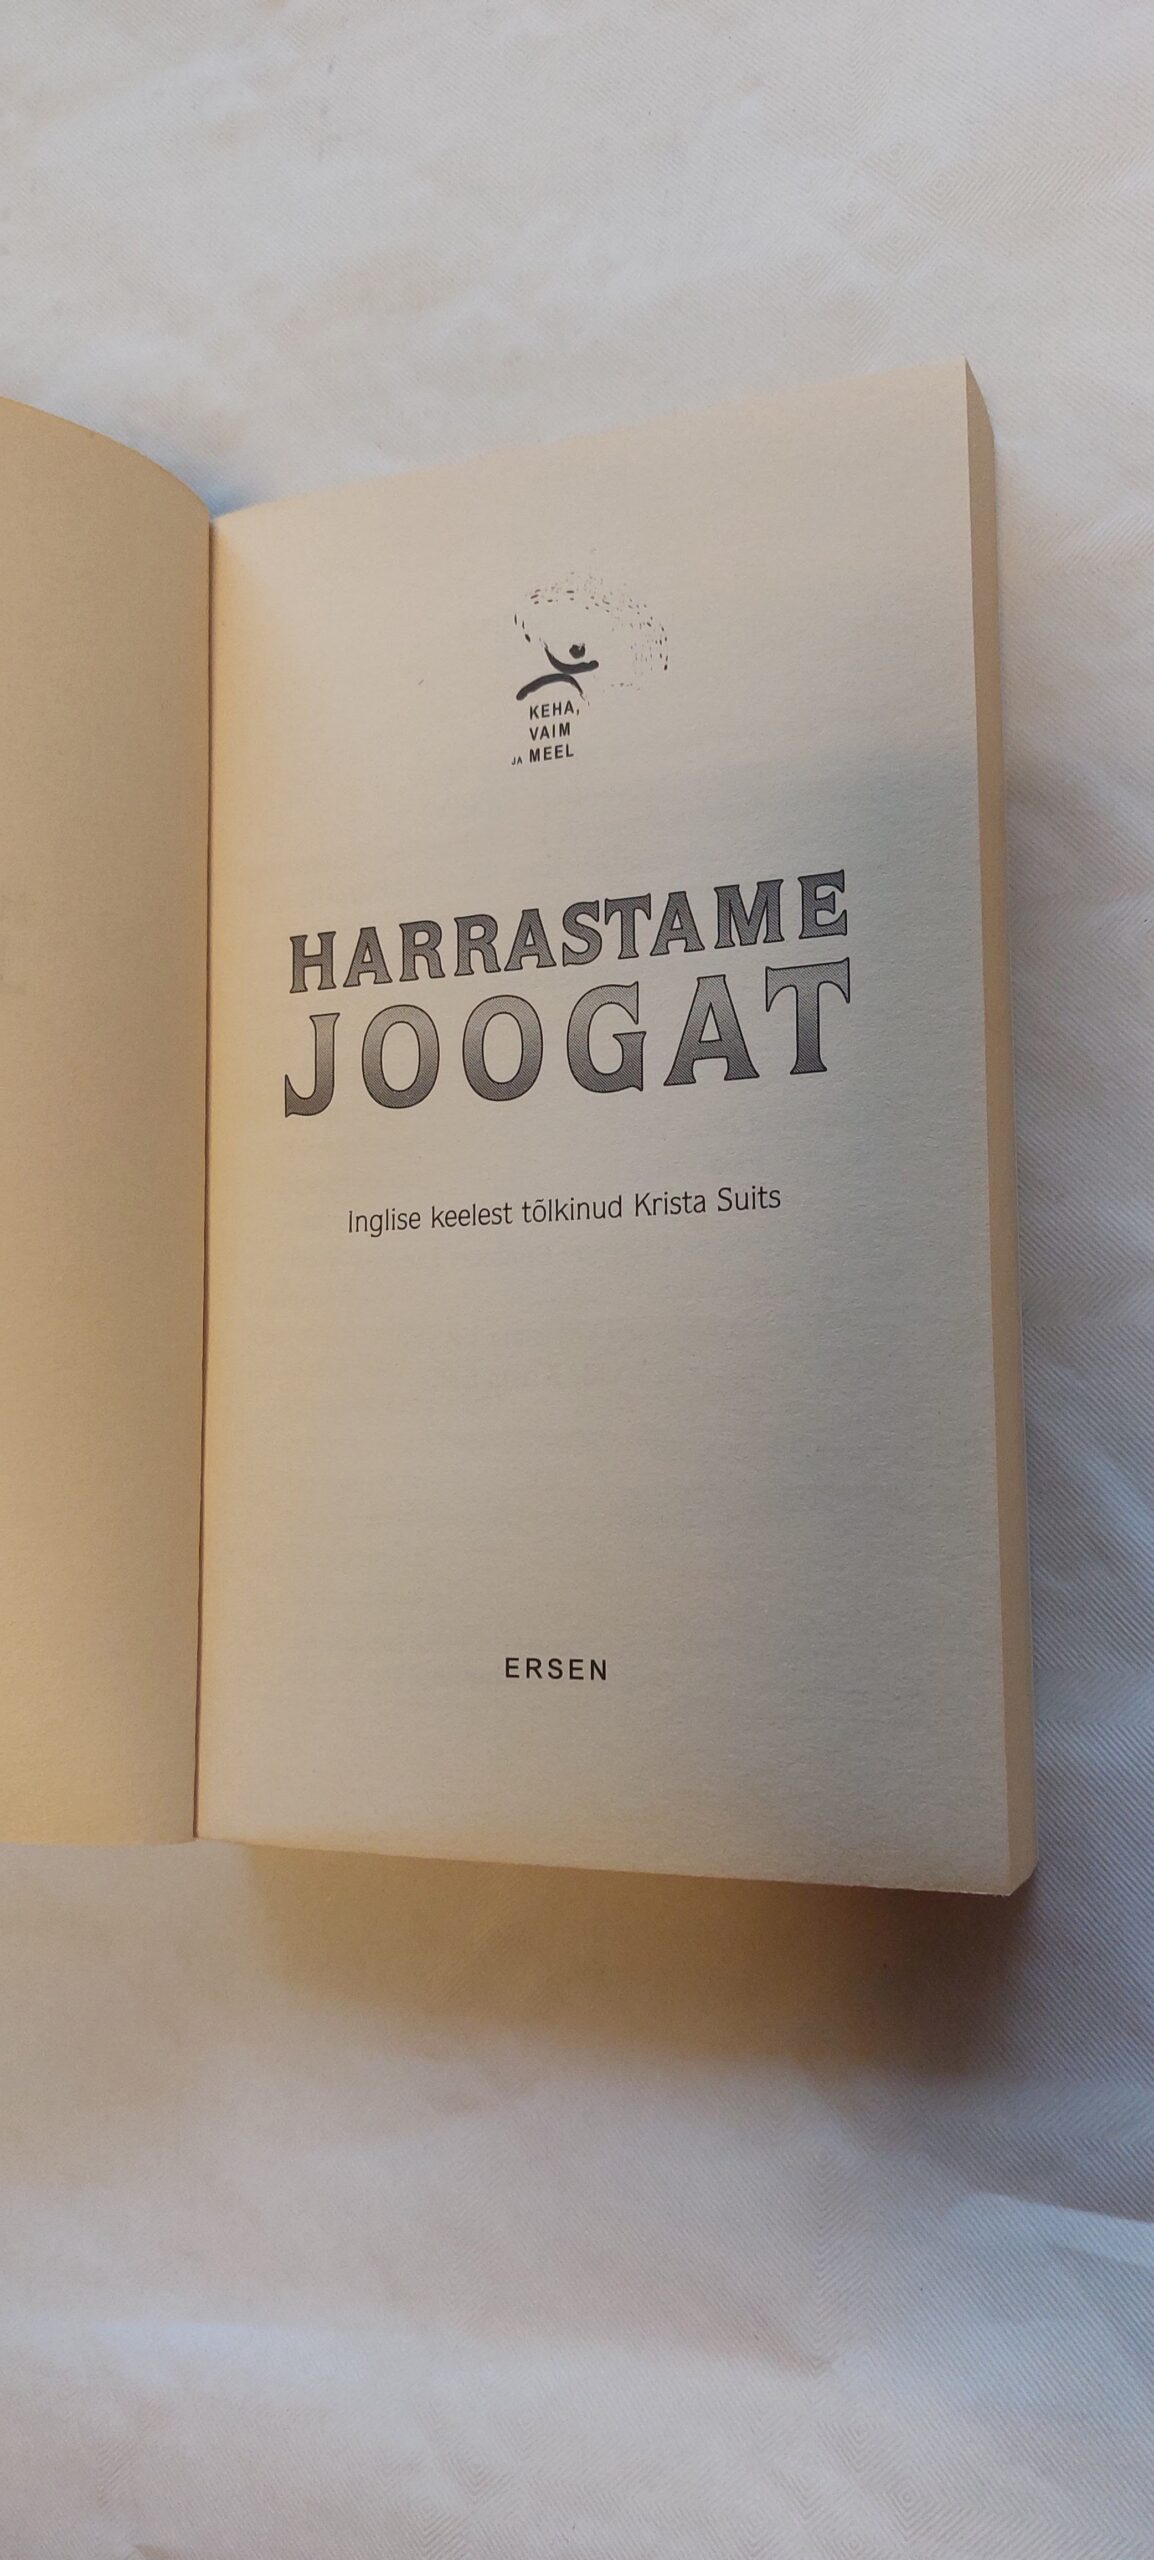 KEHA,
VAIM
JA MEEL
HARRASTAME
JOOGAT
Inglise keelest tõlkinud Krista Suits
ERSEN